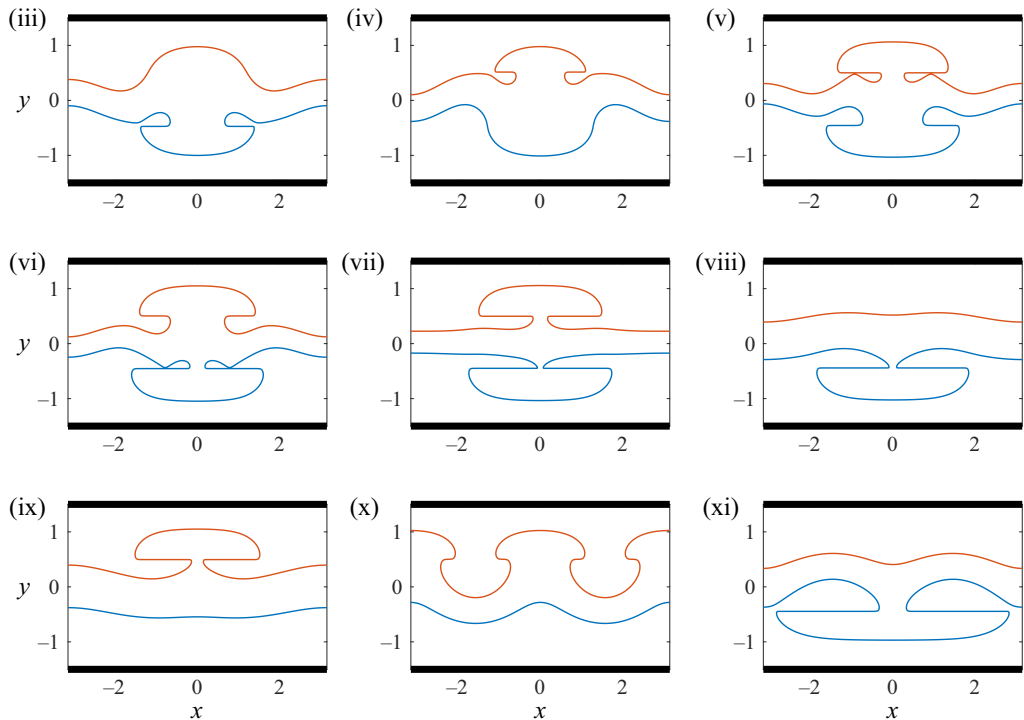 (iii) (iv) (v)
1 1 1
y 0 0 0
–1 –1 –1
–2 0 2 –2 0 2 –2 0 2
(vi) (vii) (viii)
1 1 1
y 0 0 0
–1 –1 –1
–2 0 2 –2 0 2 –2 0 2
(ix) (x) (xi)
1 1 1
y 0 0 0
–1 –1 –1
–2 0 2 –2 0 2 –2 0 2
x x x